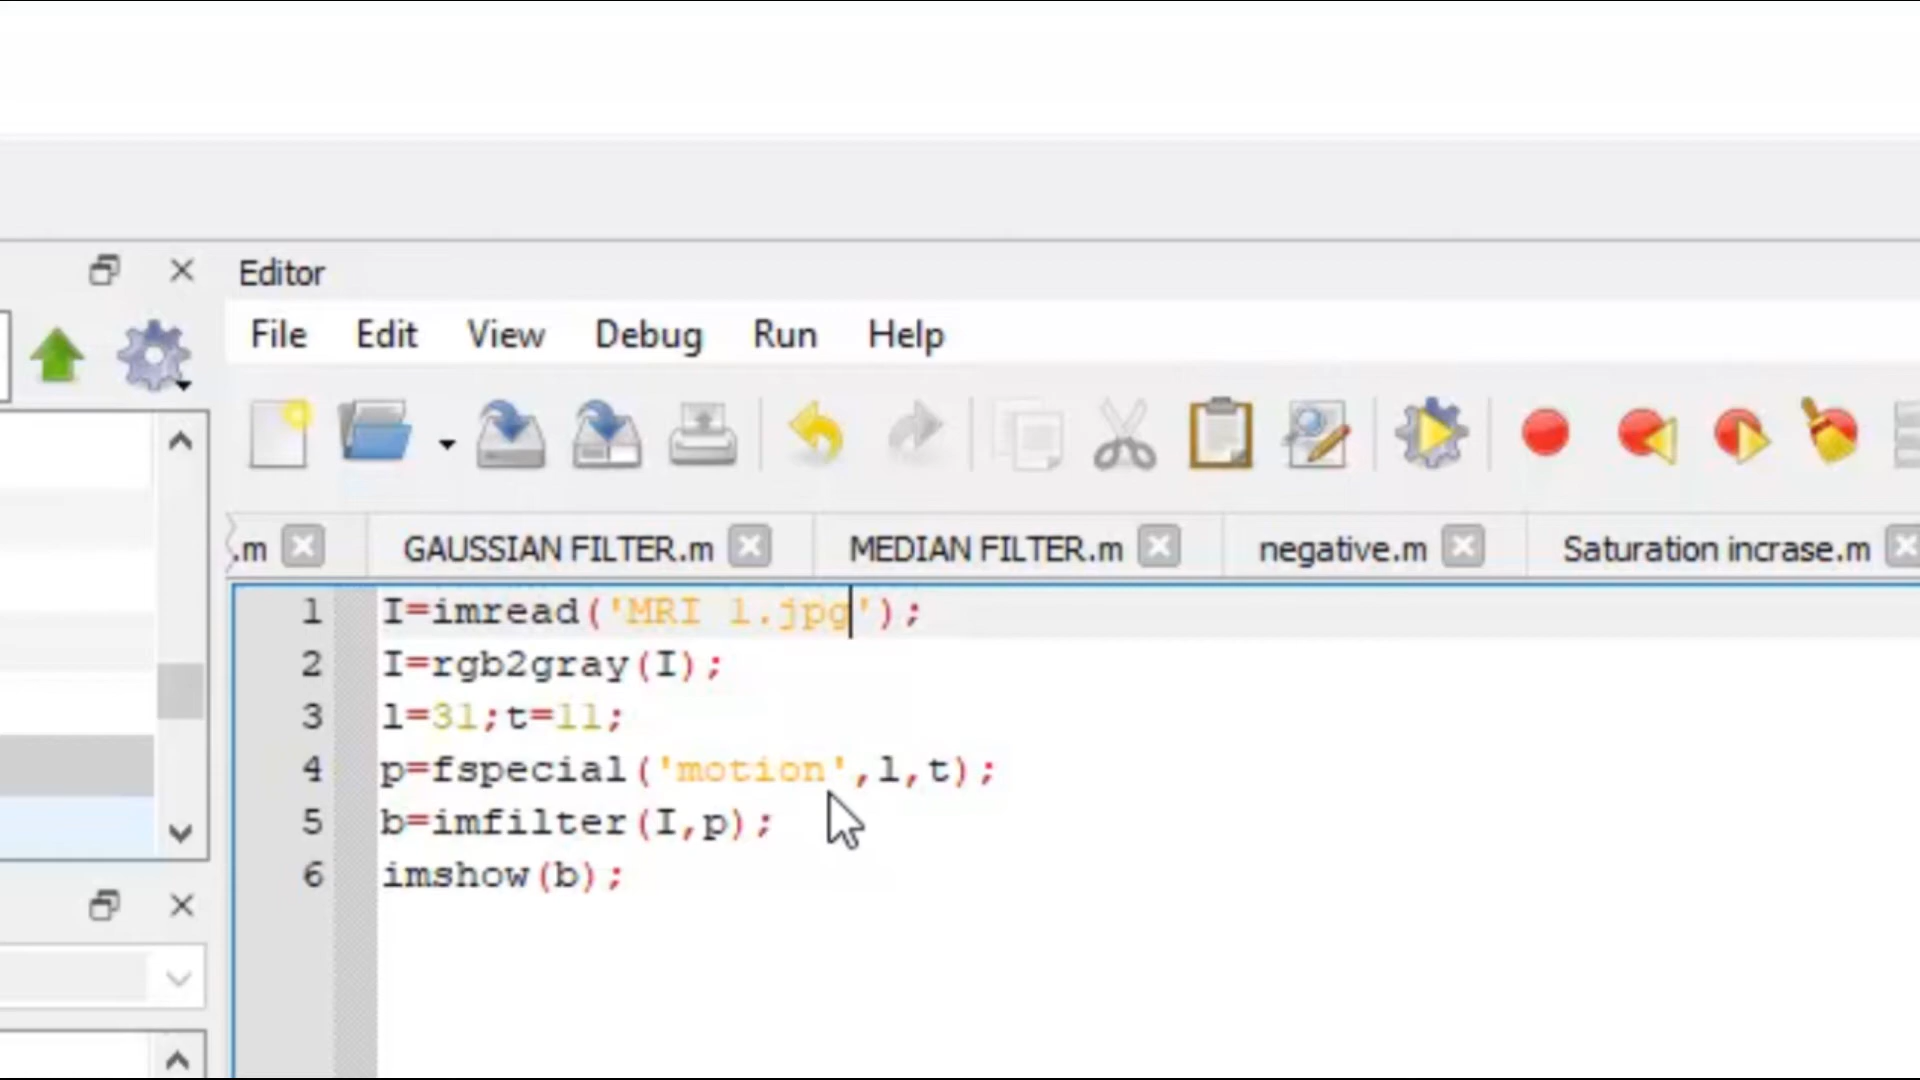 Editor
File Edit View Debug Run Help
.m GAUSSIAN FILTER.m MEDIAN FILTER.m negative.m Saturation incrase.m
1 I=imread('MRI 1.jpg');
2 I=rgb2gray(I);
3 l=31;t=11;
4 p=fspecial('motion',l,t);
5 b=imfilter(I,p);
6 imshow(b);